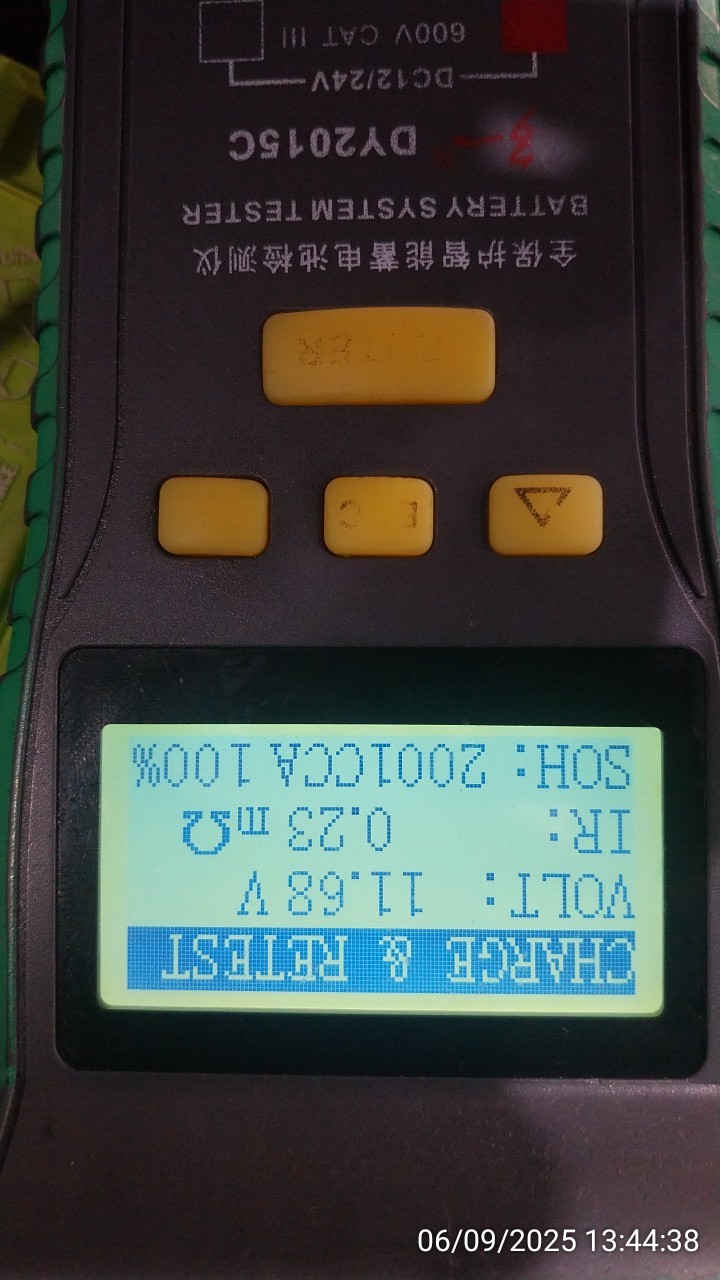 CHARGE & RETEST
VOLT: 11.68 V
IR: 0.23 mΩ
SOH: 2001CCA 100%
E C
全保护智能蓄电池检测仪
BATTERY SYSTEM TESTER
DY2015C
DC12/24V
600V CAT III
06/09/2025 13:44:38